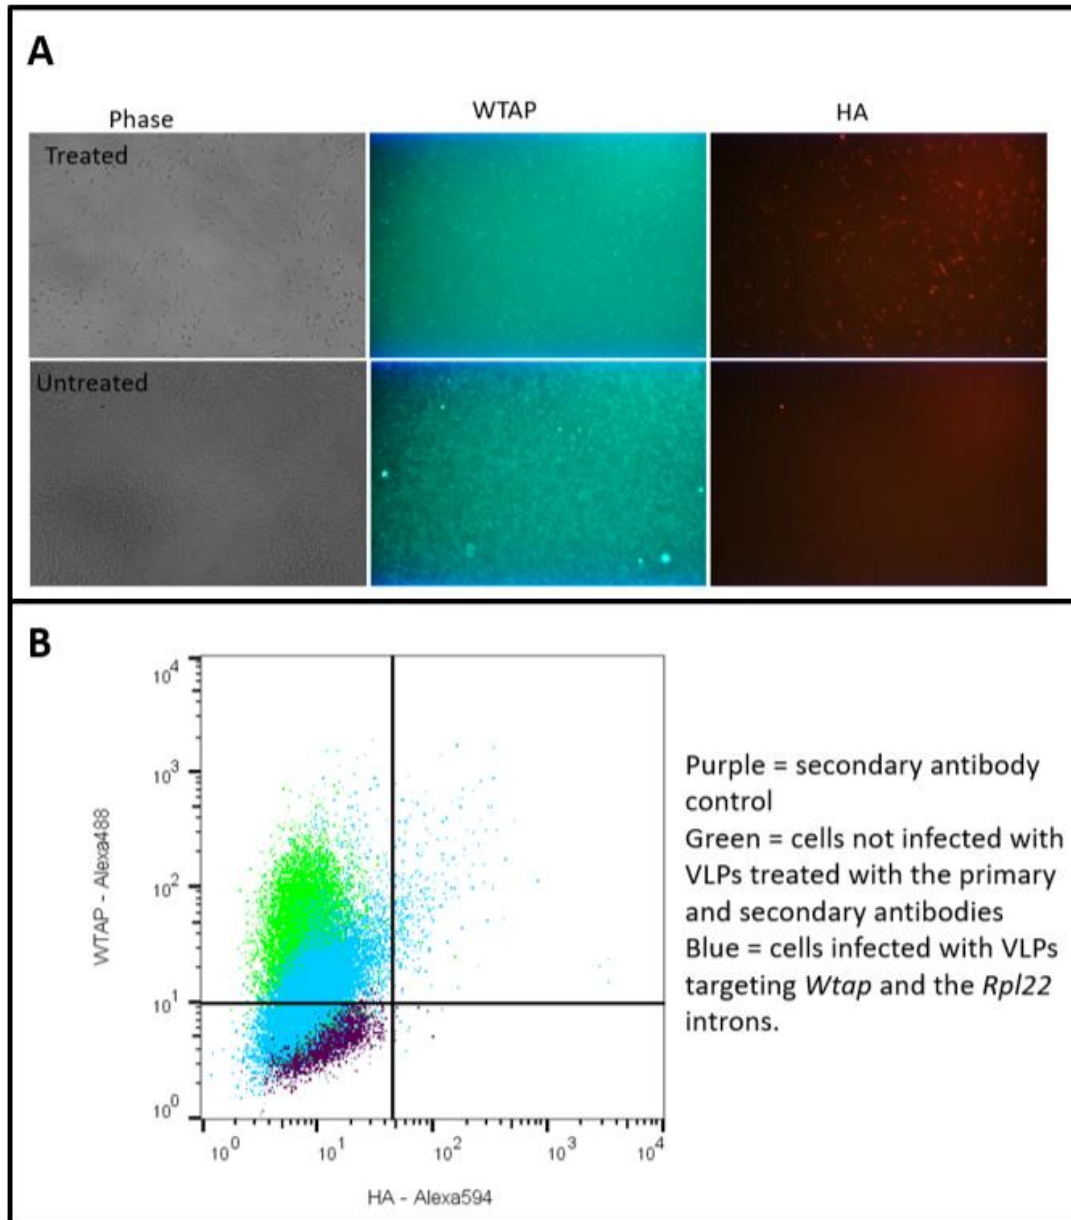 A
Phase
WTAP
HA
Treated
Untreated
B
10^4
10^3
10^2
10^1
10^0
WTAP - Alexa488
10^0 10^1 10^2 10^3 10^4
HA - Alexa594
Purple = secondary antibody
control
Green = cells not infected with
VLPs treated with the primary
and secondary antibodies
Blue = cells infected with VLPs
targeting Wtap and the Rpl22
introns.